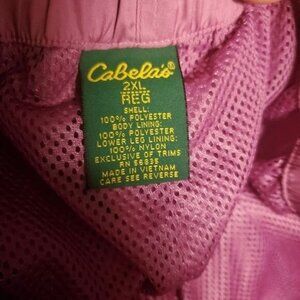 Cabela's®
2XL
REG
SHELL:
100% POLYESTER
BODY LINING:
100% POLYESTER
LOWER LEG LINING:
100% NYLON
EXCLUSIVE OF TRIMS
RN 56835
MADE IN VIETNAM
CARE SEE REVERSE